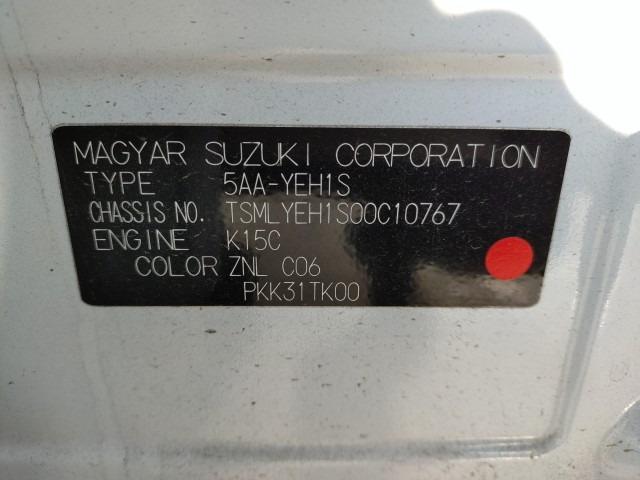 MAGYAR SUZUKI CORPORATION
TYPE 5AA-YEH1S
CHASSIS NO. TSMLYEH1S00C10767
ENGINE K15C
COLOR ZNL C06
PKK31TK00